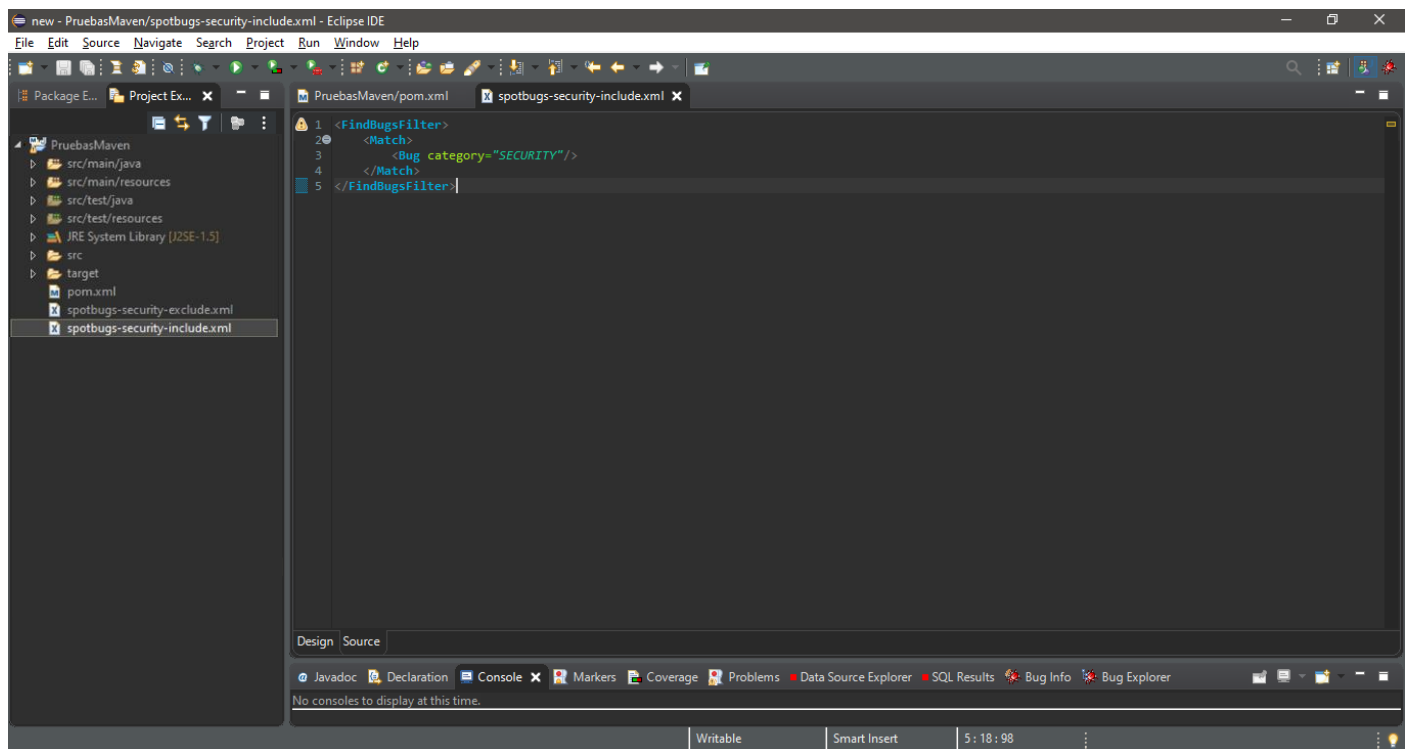 new - PruebasMaven/spotbugs-security-include.xml - Eclipse IDE
File Edit Source Navigate Search Project Run Window Help
Package E... Project Ex...
PruebasMaven/pom.xml spotbugs-security-include.xml
PruebasMaven
src/main/java
src/main/resources
src/test/java
src/test/resources
JRE System Library [J2SE-1.5]
src
target
pom.xml
spotbugs-security-exclude.xml
spotbugs-security-include.xml
1 <FindBugsFilter>
2 <Match>
3 <Bug category="SECURITY"/>
4 </Match>
5 </FindBugsFilter>
Design Source
Javadoc Declaration Console Markers Coverage Problems Data Source Explorer SQL Results Bug Info Bug Explorer
No consoles to display at this time.
Writable Smart Insert 5 : 18 : 98